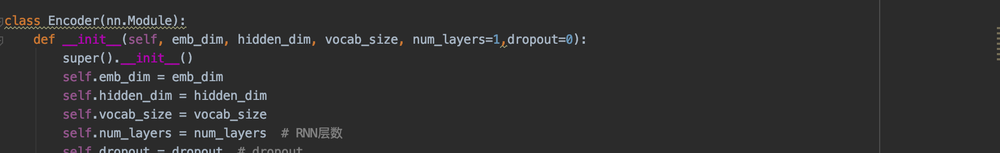 class Encoder(nn.Module):
    def __init__(self, emb_dim, hidden_dim, vocab_size, num_layers=1,dropout=0):
        super().__init__()
        self.emb_dim = emb_dim
        self.hidden_dim = hidden_dim
        self.vocab_size = vocab_size
        self.num_layers = num_layers  # RNN层数
        self.dropout = dropout  # dropout